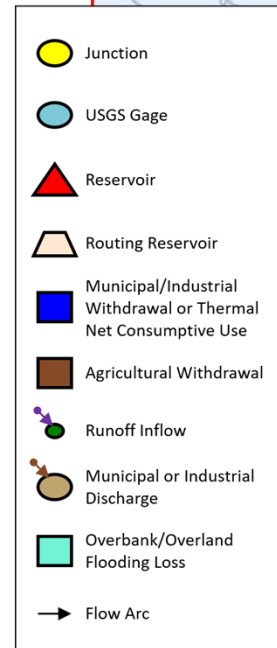 Junction
USGS Gage
Reservoir
Routing Reservoir
Municipal/Industrial
Withdrawal or Thermal
Net Consumptive Use
Agricultural Withdrawal
Runoff Inflow
Municipal or Industrial
Discharge
Overbank/Overland
Flooding Loss
Flow Arc